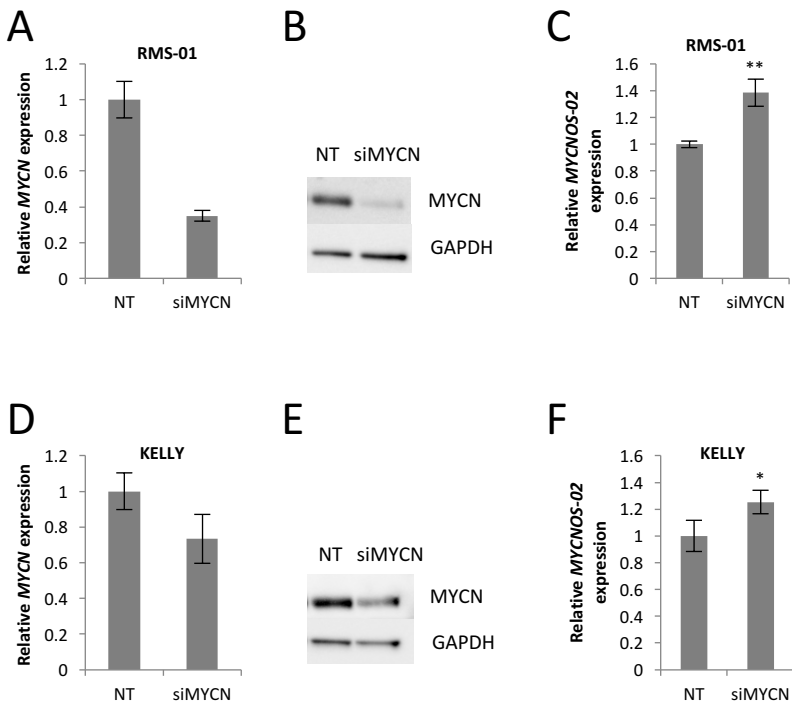 A
RMS-01
Relative MYCN expression
1.2
1
0.8
0.6
0.4
0.2
0
NT siMYCN
B
NT siMYCN
MYCN
GAPDH
C
RMS-01
Relative MYCNOS-02
expression
1.6
1.4
1.2
1
0.8
0.6
0.4
0.2
0
**
NT siMYCN
D
KELLY
Relative MYCN expression
1.2
1
0.8
0.6
0.4
0.2
0
NT siMYCN
E
NT siMYCN
MYCN
GAPDH
F
KELLY
Relative MYCNOS-02
expression
1.6
1.4
1.2
1
0.8
0.6
0.4
0.2
0
*
NT siMYCN